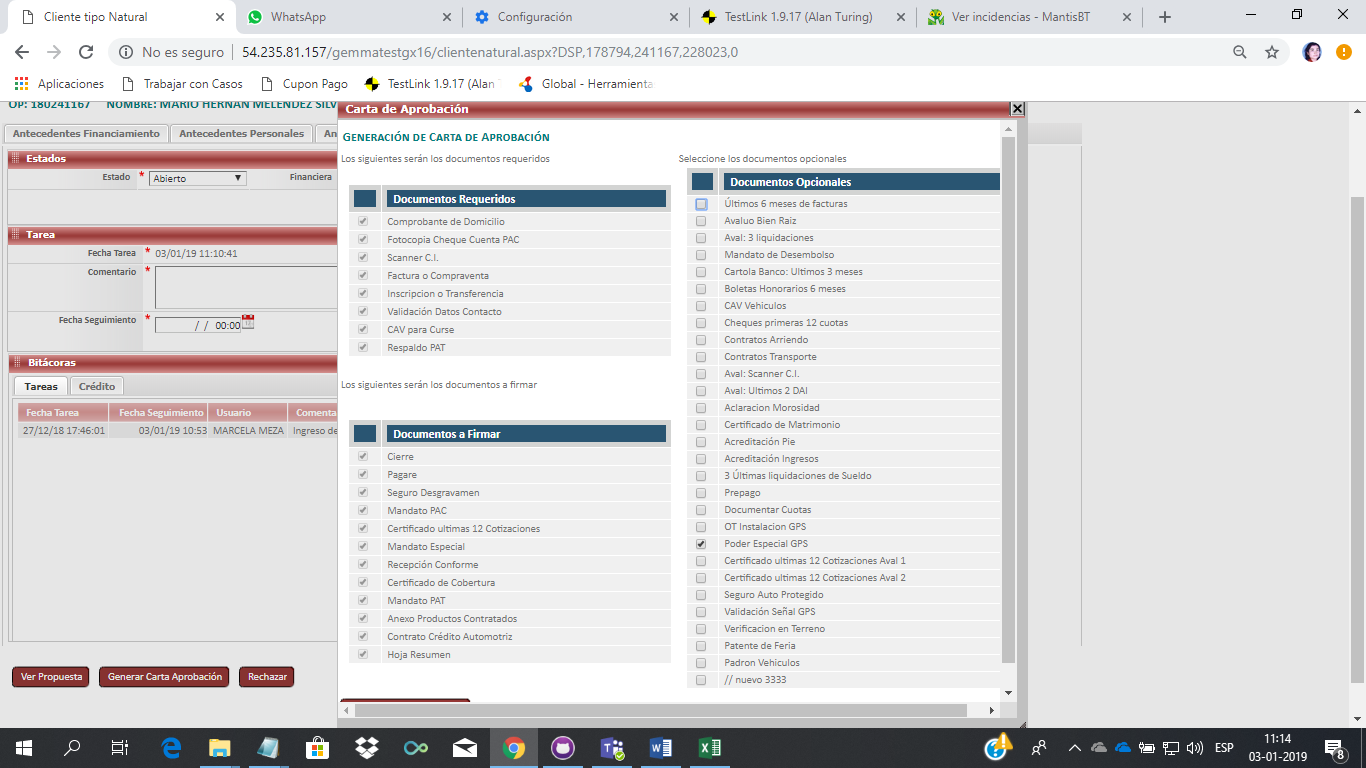 Cliente tipo Natural
WhatsApp
Configuración
TestLink 1.9.17 (Alan Turing)
Ver incidencias - MantisBT
No es seguro
54.235.81.157/gemmatestgx16/clientenatural.aspx?DSP,178794,241167,228023,0
Aplicaciones
Trabajar con Casos
Cupon Pago
TestLink 1.9.17 (Alan
Global - Herramienta
OP: 180241167 NOMBRE: MARIO HERNAN MELENDEZ SILV
Antecedentes Financiamiento
Antecedentes Personales
An
Estados
Estado * Abierto
Financiera
Tarea
Fecha Tarea * 03/01/19 11:10:41
Comentario *
Fecha Seguimiento * / / 00:00
Bitácoras
Tareas
Crédito
Fecha Tarea Fecha Seguimiento Usuario Comenta
27/12/18 17:46:01 03/01/19 10:53 MARCELA MEZA Ingreso de
Ver Propuesta
Generar Carta Aprobación
Rechazar
Carta de Aprobación
GENERACIÓN DE CARTA DE APROBACIÓN
Los siguientes serán los documentos requeridos
Documentos Requeridos
Comprobante de Domicilio
Fotocopia Cheque Cuenta PAC
Scanner C.I.
Factura o Compraventa
Inscripcion o Transferencia
Validación Datos Contacto
CAV para Curse
Respaldo PAT
Los siguientes serán los documentos a firmar
Documentos a Firmar
Cierre
Pagare
Seguro Desgravamen
Mandato PAC
Certificado ultimas 12 Cotizaciones
Mandato Especial
Recepción Conforme
Certificado de Cobertura
Mandato PAT
Anexo Productos Contratados
Contrato Crédito Automotriz
Hoja Resumen
Seleccione los documentos opcionales
Documentos Opcionales
Últimos 6 meses de facturas
Avaluo Bien Raiz
Aval: 3 liquidaciones
Mandato de Desembolso
Cartola Banco: Ultimos 3 meses
Boletas Honorarios 6 meses
CAV Vehiculos
Cheques primeras 12 cuotas
Contratos Arriendo
Contratos Transporte
Aval: Scanner C.I.
Aval: Ultimos 2 DAI
Aclaracion Morosidad
Certificado de Matrimonio
Acreditación Pie
Acreditación Ingresos
3 Últimas liquidaciones de Sueldo
Prepago
Documentar Cuotas
OT Instalacion GPS
Poder Especial GPS
Certificado ultimas 12 Cotizaciones Aval 1
Certificado ultimas 12 Cotizaciones Aval 2
Seguro Auto Protegido
Validación Señal GPS
Verificacion en Terreno
Patente de Feria
Padron Vehiculos
// nuevo 3333
ESP
11:14
03-01-2019
8